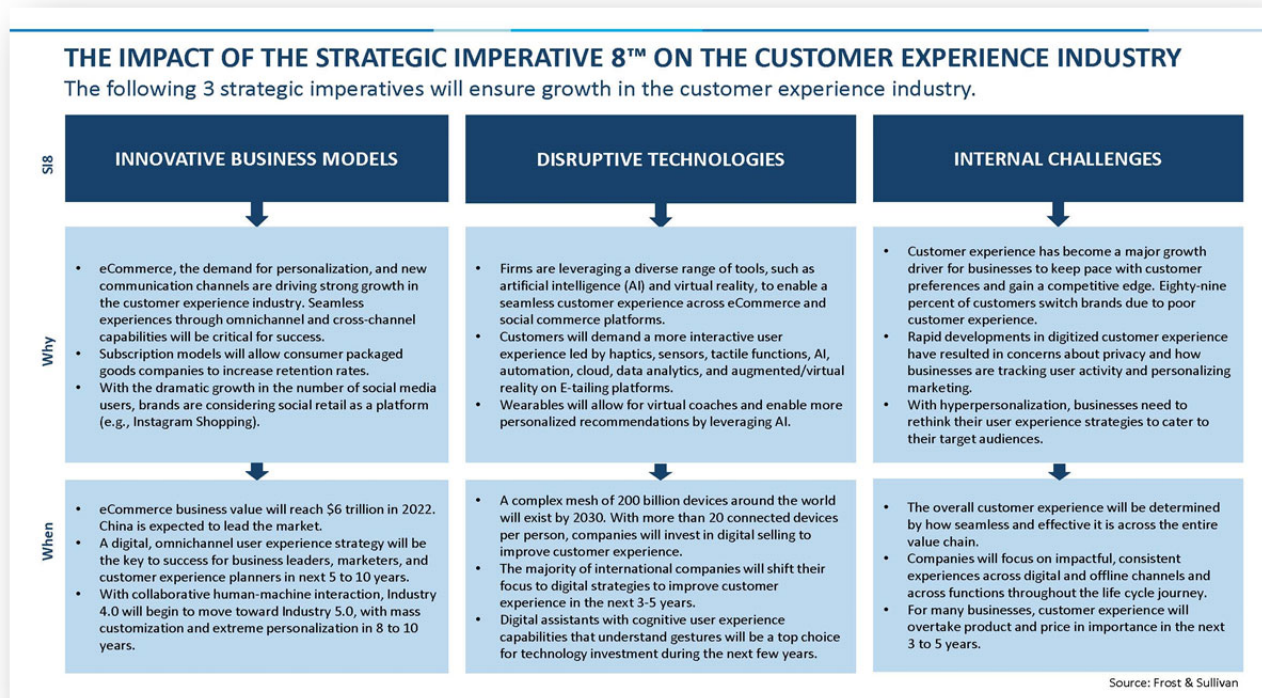 THE IMPACT OF THE STRATEGIC IMPERATIVE 8™ ON THE CUSTOMER EXPERIENCE INDUSTRY
The following 3 strategic imperatives will ensure growth in the customer experience industry.
SI8
INNOVATIVE BUSINESS MODELS
DISRUPTIVE TECHNOLOGIES
INTERNAL CHALLENGES
Why
• eCommerce, the demand for personalization, and new
communication channels are driving strong growth in
the customer experience industry. Seamless
experiences through omnichannel and cross-channel
capabilities will be critical for success.
• Subscription models will allow consumer packaged
goods companies to increase retention rates.
• With the dramatic growth in the number of social media
users, brands are considering social retail as a platform
(e.g., Instagram Shopping).
• Firms are leveraging a diverse range of tools, such as
artificial intelligence (AI) and virtual reality, to enable a
seamless customer experience across eCommerce and
social commerce platforms.
• Customers will demand a more interactive user
experience led by haptics, sensors, tactile functions, AI,
automation, cloud, data analytics, and augmented/virtual
reality on E-tailing platforms.
• Wearables will allow for virtual coaches and enable more
personalized recommendations by leveraging AI.
• Customer experience has become a major growth
driver for businesses to keep pace with customer
preferences and gain a competitive edge. Eighty-nine
percent of customers switch brands due to poor
customer experience.
• Rapid developments in digitized customer experience
have resulted in concerns about privacy and how
businesses are tracking user activity and personalizing
marketing.
• With hyperpersonalization, businesses need to
rethink their user experience strategies to cater to
their target audiences.
When
• eCommerce business value will reach $6 trillion in 2022.
China is expected to lead the market.
• A digital, omnichannel user experience strategy will be
the key to success for business leaders, marketers, and
customer experience planners in next 5 to 10 years.
• With collaborative human-machine interaction, Industry
4.0 will begin to move toward Industry 5.0, with mass
customization and extreme personalization in 8 to 10
years.
• A complex mesh of 200 billion devices around the world
will exist by 2030. With more than 20 connected devices
per person, companies will invest in digital selling to
improve customer experience.
• The majority of international companies will shift their
focus to digital strategies to improve customer
experience in the next 3-5 years.
• Digital assistants with cognitive user experience
capabilities that understand gestures will be a top choice
for technology investment during the next few years.
• The overall customer experience will be determined
by how seamless and effective it is across the entire
value chain.
• Companies will focus on impactful, consistent
experiences across digital and offline channels and
across functions throughout the life cycle journey.
• For many businesses, customer experience will
overtake product and price in importance in the next
3 to 5 years.
Source: Frost & Sullivan